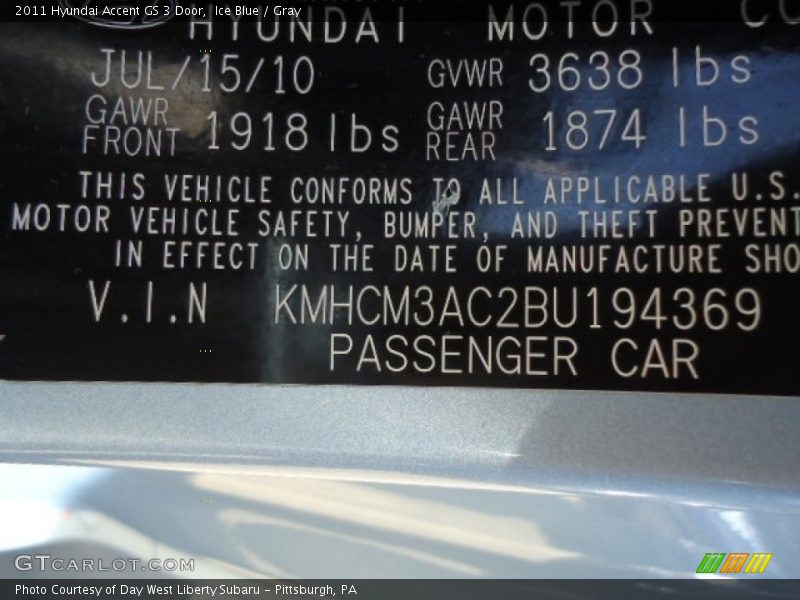 2011 Hyundai Accent GS 3 Door, Ice Blue / Gray
HYUNDAI MOTOR CO
JUL/15/10 GVWR 3638 lbs
GAWR FRONT 1918 lbs GAWR REAR 1874 lbs
THIS VEHICLE CONFORMS TO ALL APPLICABLE U.S.
MOTOR VEHICLE SAFETY, BUMPER, AND THEFT PREVENT
IN EFFECT ON THE DATE OF MANUFACTURE SHO
V.I.N KMHCM3AC2BU194369
PASSENGER CAR
GTCARLOT.COM
Photo Courtesy of Day West Liberty Subaru - Pittsburgh, PA